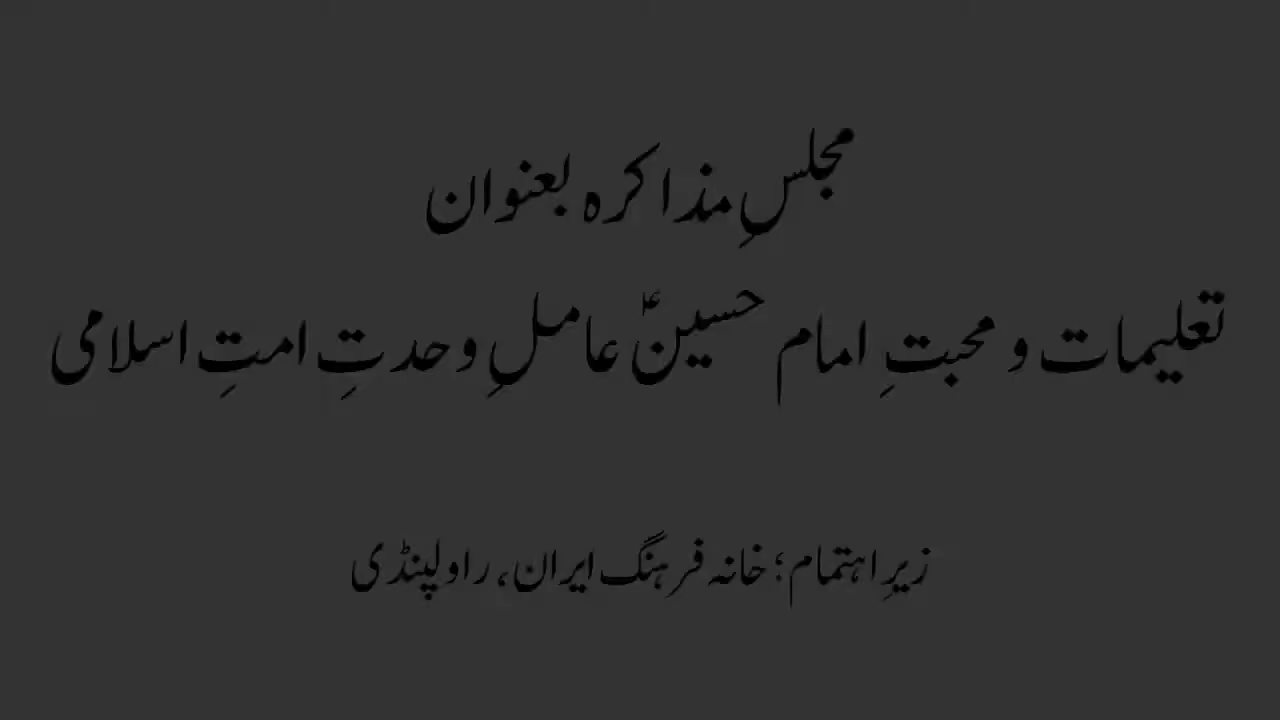 مجلسِ مذاکرہ بعنوان
تعلیمات و محبتِ امام حسینؑ عاملِ وحدتِ امتِ اسلامی
زیرِ اہتمام؛ خانہ فرہنگ ایران، راولپنڈی